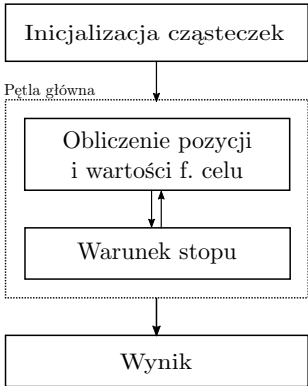 Inicjalizacja cząsteczek
Pętla główna
Obliczenie pozycji
i wartości f. celu
Warunek stopu
Wynik